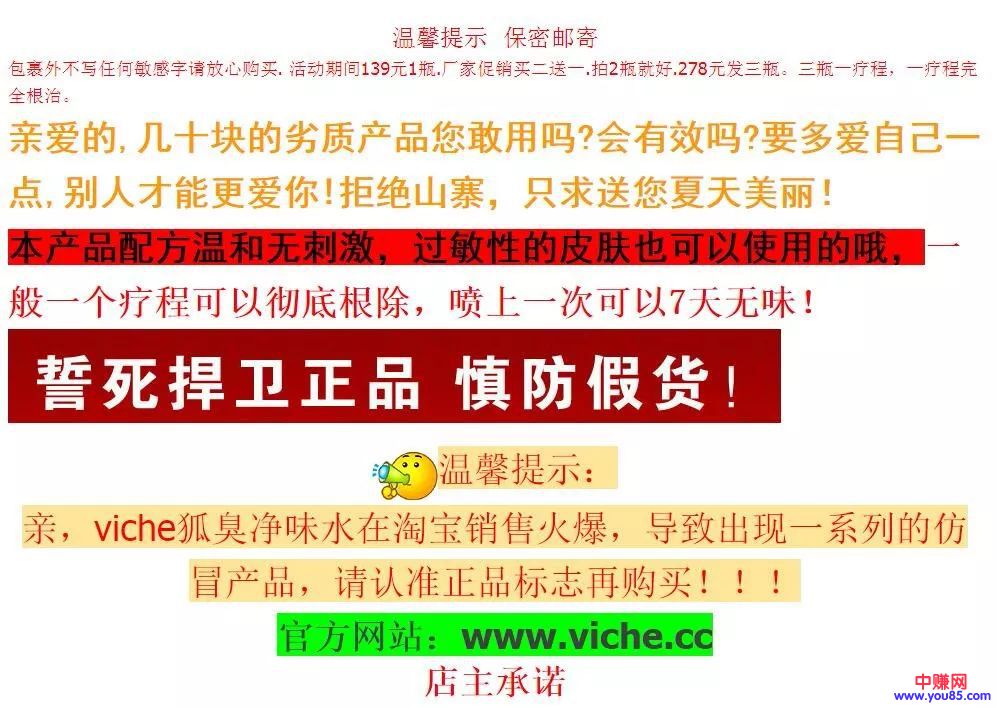 温馨提示 保密邮寄
包裹外不写任何敏感字请放心购买. 活动期间139元1瓶.厂家促销买二送一.拍2瓶就好.278元发三瓶。三瓶一疗程，一疗程完
全根治。
亲爱的,几十块的劣质产品您敢用吗?会有效吗?要多爱自己一
点,别人才能更爱你!拒绝山寨，只求送您夏天美丽！
本产品配方温和无刺激，过敏性的皮肤也可以使用的哦，一
般一个疗程可以彻底根除，喷上一次可以7天无味！
誓死捍卫正品 慎防假货！
温馨提示：
亲，viche狐臭净味水在淘宝销售火爆，导致出现一系列的仿
冒产品，请认准正品标志再购买！！！
官方网站：www.viche.cc
店主承诺
中赚网
www.you85.com